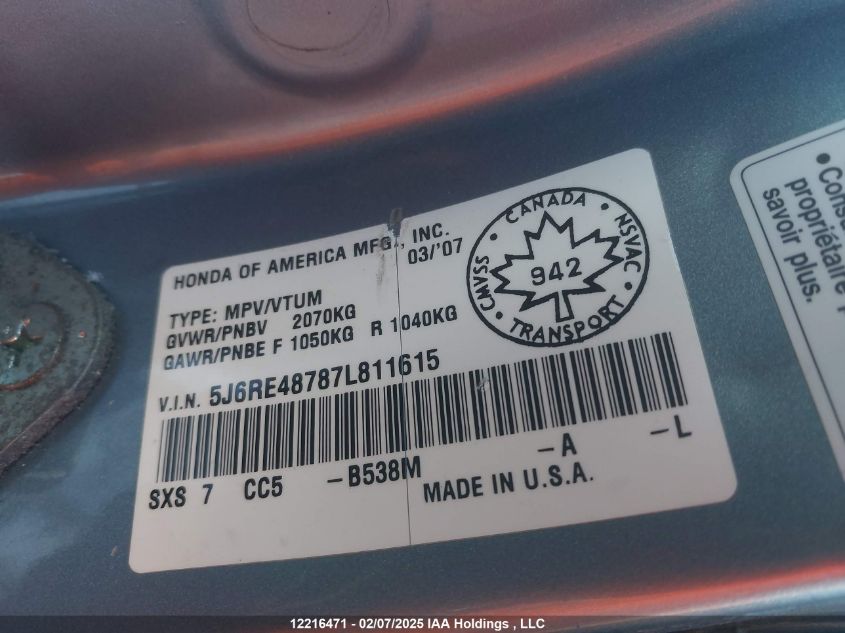 HONDA OF AMERICA MFG., INC.
03/'07
TYPE: MPV/VTUM
GVWR/PNBV 2070KG
GAWR/PNBE F 1050KG R 1040KG
V.I.N. 5J6RE48787L811615
SXS 7 CC5 -B538M -A -L
MADE IN U.S.A.
CANADA • NSVAC • TRANSPORT • CMVSS •
942
• Consu
propriétaire p
savoir plus.
12216471 - 02/07/2025 IAA Holdings , LLC